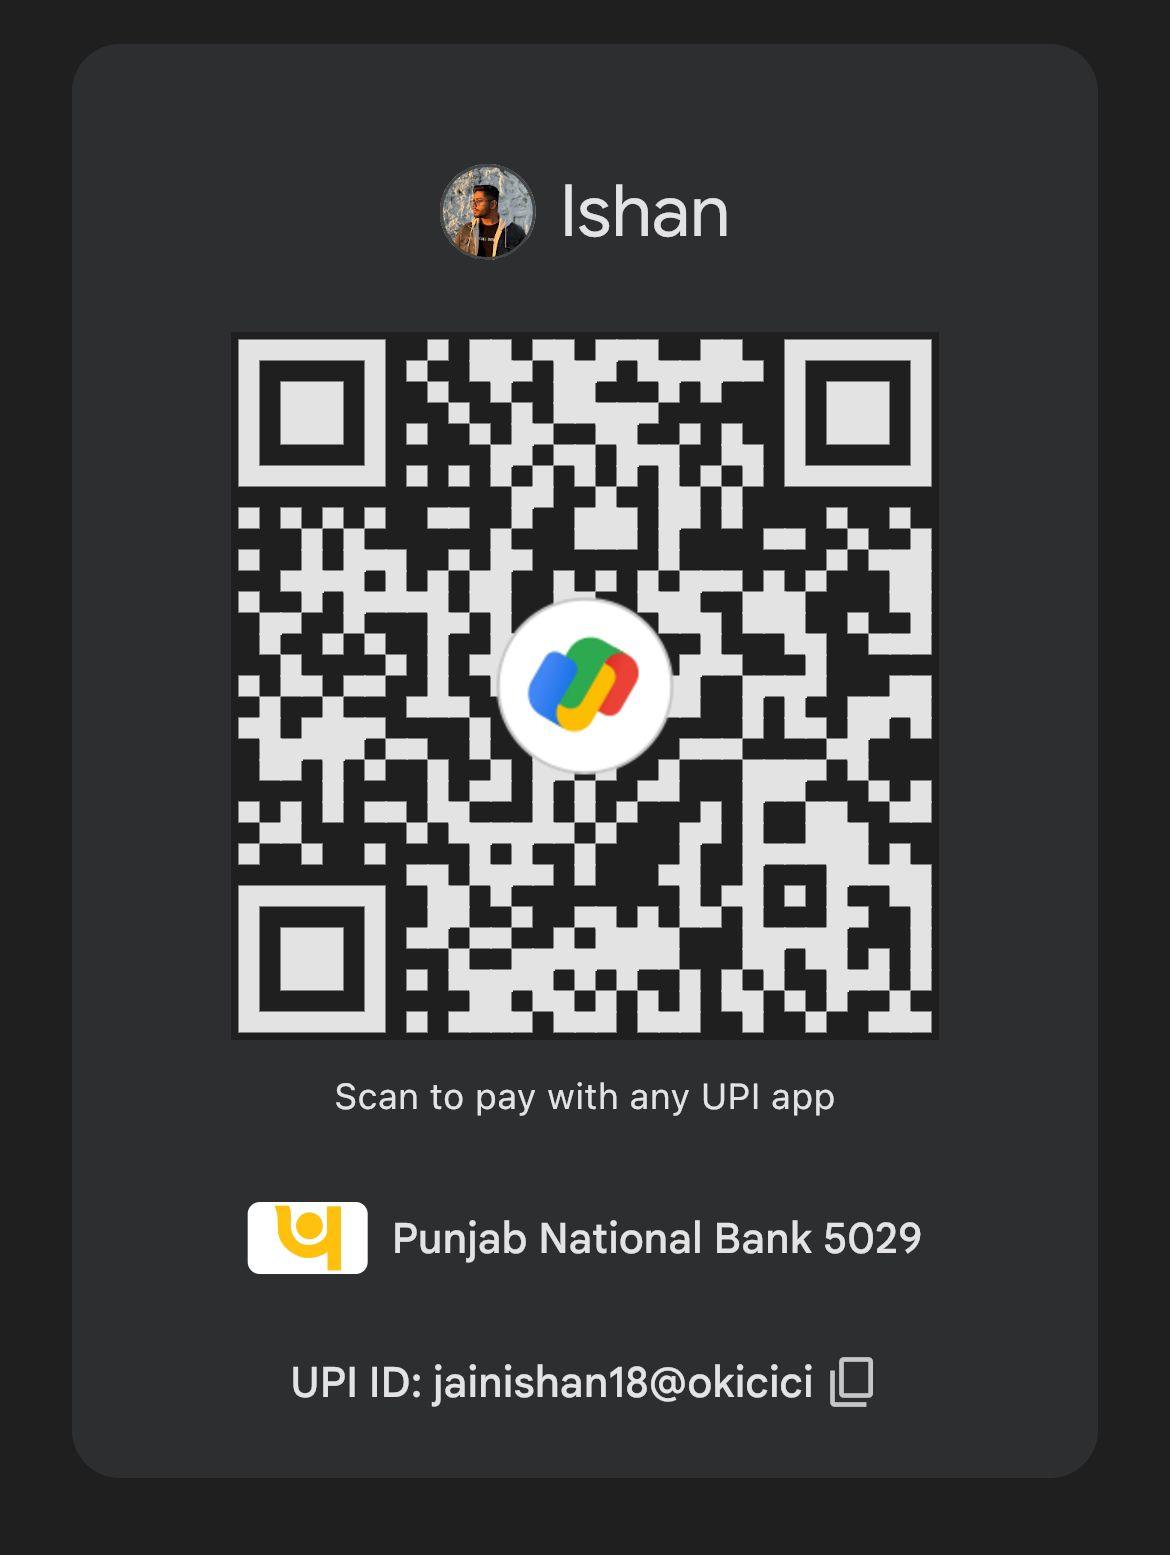 Ishan
Scan to pay with any UPI app
Punjab National Bank 5029
UPI ID: jainishan18@okicici